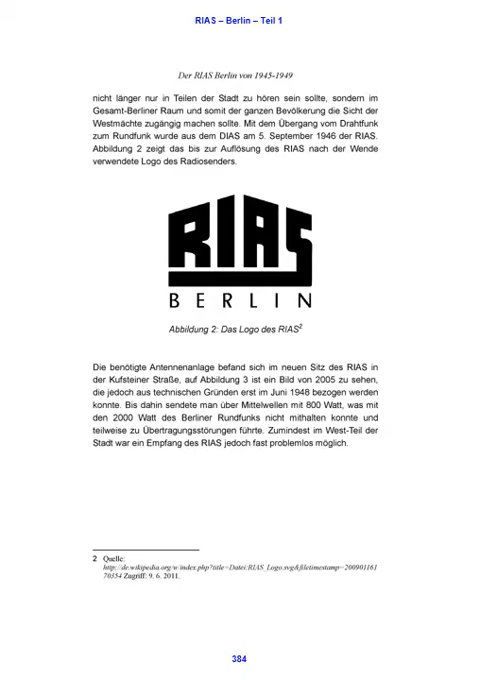 RIAS – Berlin – Teil 1
Der RIAS Berlin von 1945-1949
nicht länger nur in Teilen der Stadt zu hören sein sollte, sondern im
Gesamt-Berliner Raum und somit der ganzen Bevölkerung die Sicht der
Westmächte zugängig machen sollte. Mit dem Übergang vom Drahtfunk
zum Rundfunk wurde aus dem DIAS am 5. September 1946 der RIAS.
Abbildung 2 zeigt das bis zur Auflösung des RIAS nach der Wende
verwendete Logo des Radiosenders.
RIAS
BERLIN
Abbildung 2: Das Logo des RIAS²
Die benötigte Antennenanlage befand sich im neuen Sitz des RIAS in
der Kufsteiner Straße, auf Abbildung 3 ist ein Bild von 2005 zu sehen,
die jedoch aus technischen Gründen erst im Juni 1948 bezogen werden
konnte. Bis dahin sendete man über Mittelwellen mit 800 Watt, was mit
den 2000 Watt des Berliner Rundfunks nicht mithalten konnte und
teilweise zu Übertragungsstörungen führte. Zumindest im West-Teil der
Stadt war ein Empfang des RIAS jedoch fast problemlos möglich.
2 Quelle:
http://de.wikipedia.org/w/index.php?title=Datei:RIAS_Logo.svg&filetimestamp=200901161
70354 Zugriff: 9. 6. 2011.
384